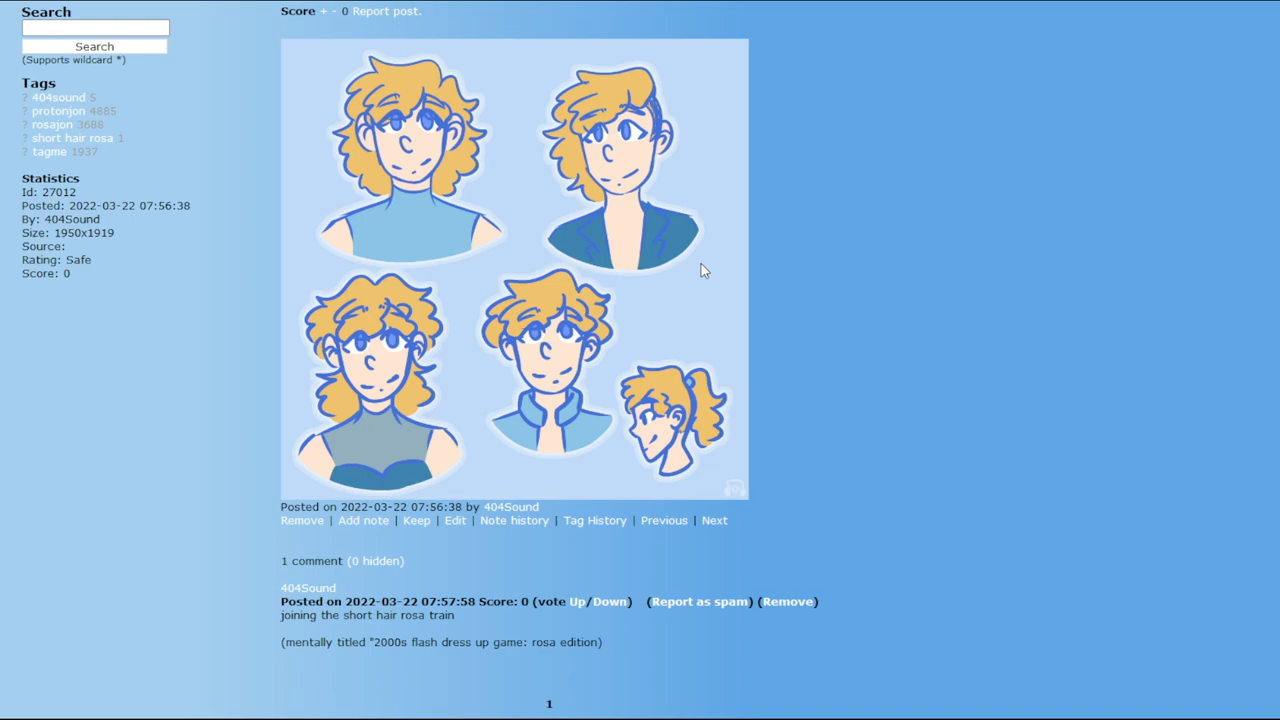 Search
Score + - 0 Report post.
Search
(Supports wildcard *)
Tags
? 404sound 5
? protonjon 4885
? rosajon 3688
? short hair rosa 1
? tagme 1937
Statistics
Id: 27012
Posted: 2022-03-22 07:56:38
By: 404Sound
Size: 1950x1919
Source:
Rating: Safe
Score: 0
Posted on 2022-03-22 07:56:38 by 404Sound
Remove | Add note | Keep | Edit | Note history | Tag History | Previous | Next
1 comment (0 hidden)
404Sound
Posted on 2022-03-22 07:57:58 Score: 0 (vote Up/Down) (Report as spam) (Remove)
joining the short hair rosa train
(mentally titled "2000s flash dress up game: rosa edition)
1